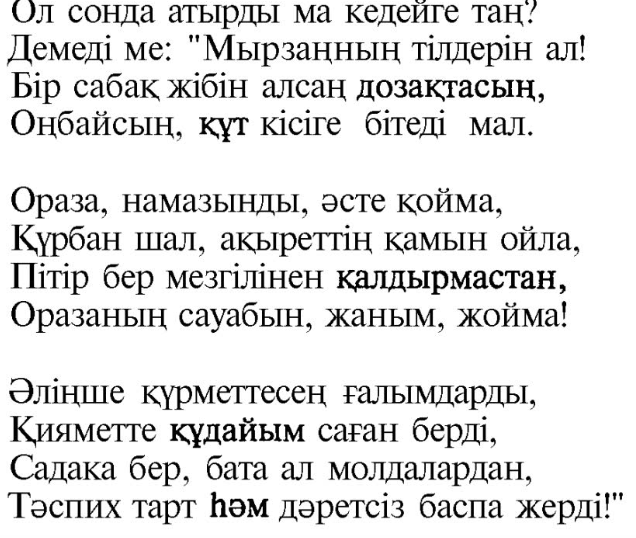 Ол сонда атырды ма кедейге таң?
Демеді ме: "Мырзаңның тілдерін ал!
Бір сабақ жібін алсаң дозақтасың,
Оңбайсың, құт кісіге бітеді мал.

Ораза, намазынды, әсте қойма,
Құрбан шал, ақыреттің қамын ойла,
Пітір бер мезгілінен қалдырмастан,
Оразаның сауабын, жаным, жойма!

Әліңше құрметтесең ғалымдарды,
Қияметте құдайым саған берді,
Садака бер, бата ал молдалардан,
Тәспих тарт һәм дәретсіз баспа жерді!"